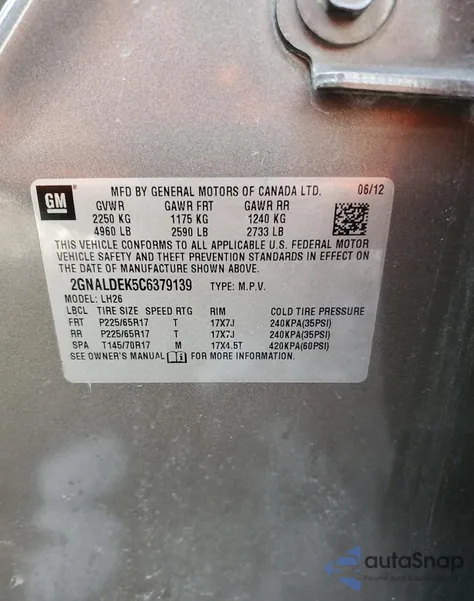 GM
MFD BY GENERAL MOTORS OF CANADA LTD. 06/12
GVWR GAWR FRT GAWR RR
2250 KG 1175 KG 1240 KG
4960 LB 2590 LB 2733 LB
THIS VEHICLE CONFORMS TO ALL APPLICABLE U.S. FEDERAL MOTOR
VEHICLE SAFETY AND THEFT PREVENTION STANDARDS IN EFFECT ON
THE DATE OF MANUFACTURE SHOWN ABOVE.
2GNALDEK5C6379139 TYPE: M.P.V.
MODEL: LH26
LBCL TIRE SIZE SPEED RTG RIM COLD TIRE PRESSURE
FRT P225/65R17 T 17X7J 240KPA(35PSI)
RR P225/65R17 T 17X7J 240KPA(35PSI)
SPA T145/70R17 M 17X4.5T 420KPA(60PSI)
SEE OWNER'S MANUAL FOR MORE INFORMATION.
autaSnap